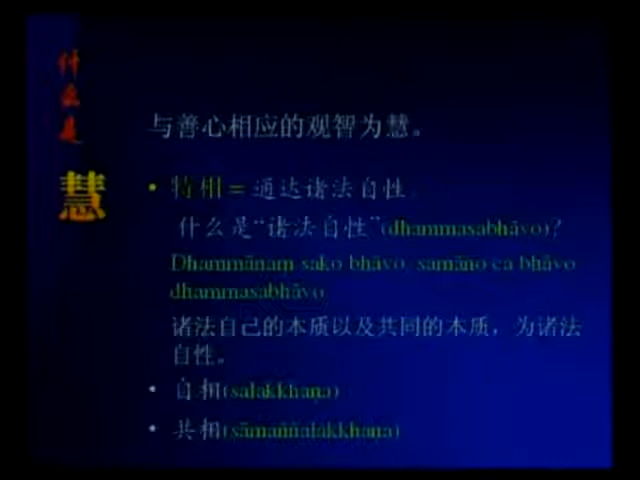 什么是
慧
与善心相应的观智为慧。
• 特相 = 通达诸法自性.
什么是“诸法自性”(dhammasabhāvo)?
Dhammānaṃ sako bhāvo, samāno ca bhāvo
dhammasabhāvo
诸法自己的本质以及共同的本质，为诸法
自性。
• 自相(salakkhaṇa)
• 共相(sāmaññalakkhaṇa)